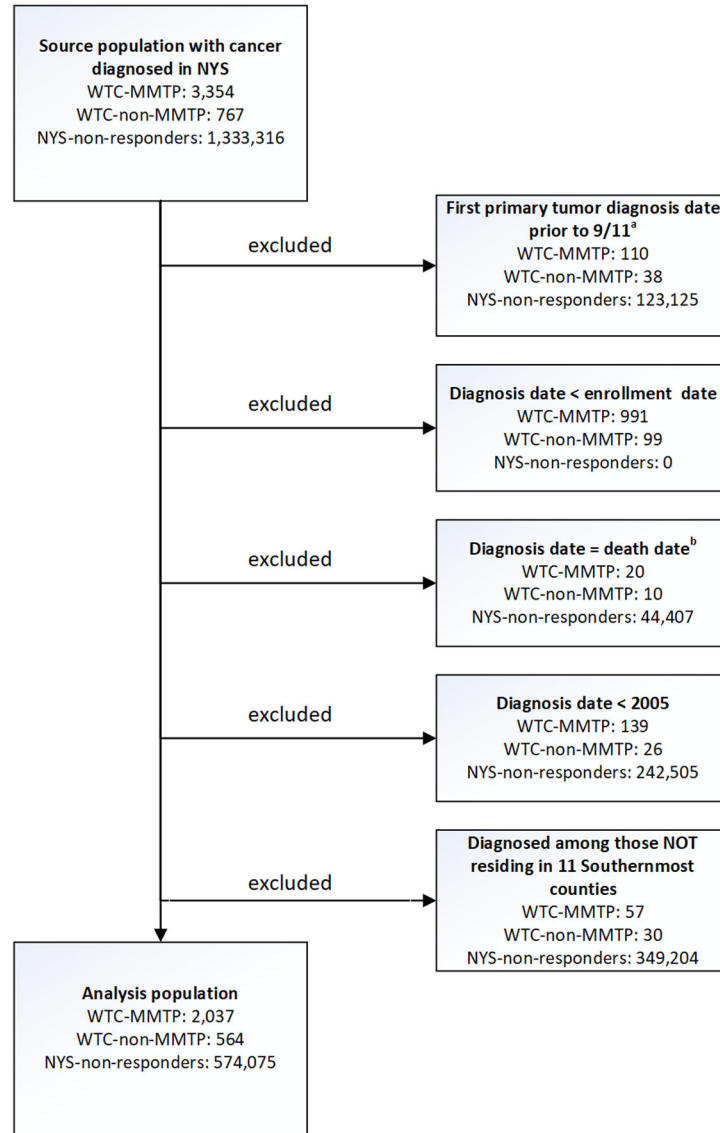 Source population with cancer
diagnosed in NYS
WTC-MMTP: 3,354
WTC-non-MMTP: 767
NYS-non-responders: 1,333,316
excluded
First primary tumor diagnosis date
prior to 9/11a
WTC-MMTP: 110
WTC-non-MMTP: 38
NYS-non-responders: 123,125
excluded
Diagnosis date < enrollment date
WTC-MMTP: 991
WTC-non-MMTP: 99
NYS-non-responders: 0
excluded
Diagnosis date = death dateb
WTC-MMTP: 20
WTC-non-MMTP: 10
NYS-non-responders: 44,407
excluded
Diagnosis date < 2005
WTC-MMTP: 139
WTC-non-MMTP: 26
NYS-non-responders: 242,505
excluded
Diagnosed among those NOT
residing in 11 Southernmost
counties
WTC-MMTP: 57
WTC-non-MMTP: 30
NYS-non-responders: 349,204
Analysis population
WTC-MMTP: 2,037
WTC-non-MMTP: 564
NYS-non-responders: 574,075